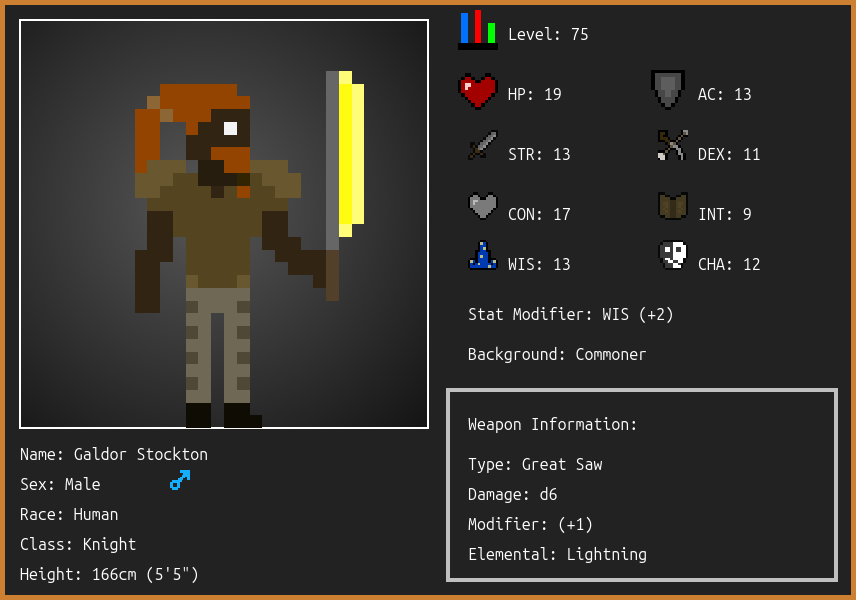 Level: 75
HP: 19
AC: 13
STR: 13
DEX: 11
CON: 17
INT: 9
WIS: 13
CHA: 12
Stat Modifier: WIS (+2)
Background: Commoner
Weapon Information:
Type: Great Saw
Damage: d6
Modifier: (+1)
Elemental: Lightning
Name: Galdor Stockton
Sex: Male
Race: Human
Class: Knight
Height: 166cm (5'5")